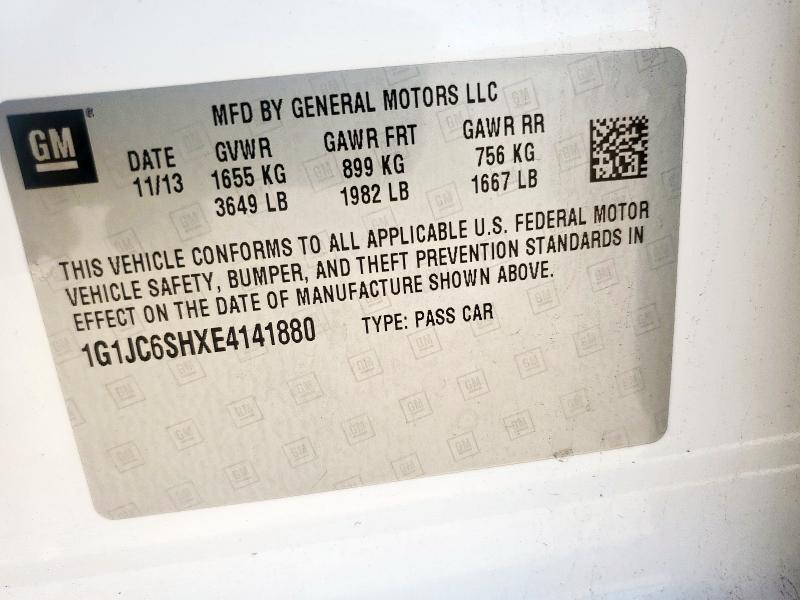 GM
MFD BY GENERAL MOTORS LLC
DATE GVWR GAWR FRT GAWR RR
11/13 1655 KG 899 KG 756 KG
3649 LB 1982 LB 1667 LB
THIS VEHICLE CONFORMS TO ALL APPLICABLE U.S. FEDERAL MOTOR
VEHICLE SAFETY, BUMPER, AND THEFT PREVENTION STANDARDS IN
EFFECT ON THE DATE OF MANUFACTURE SHOWN ABOVE.
1G1JC6SHXE4141880 TYPE: PASS CAR